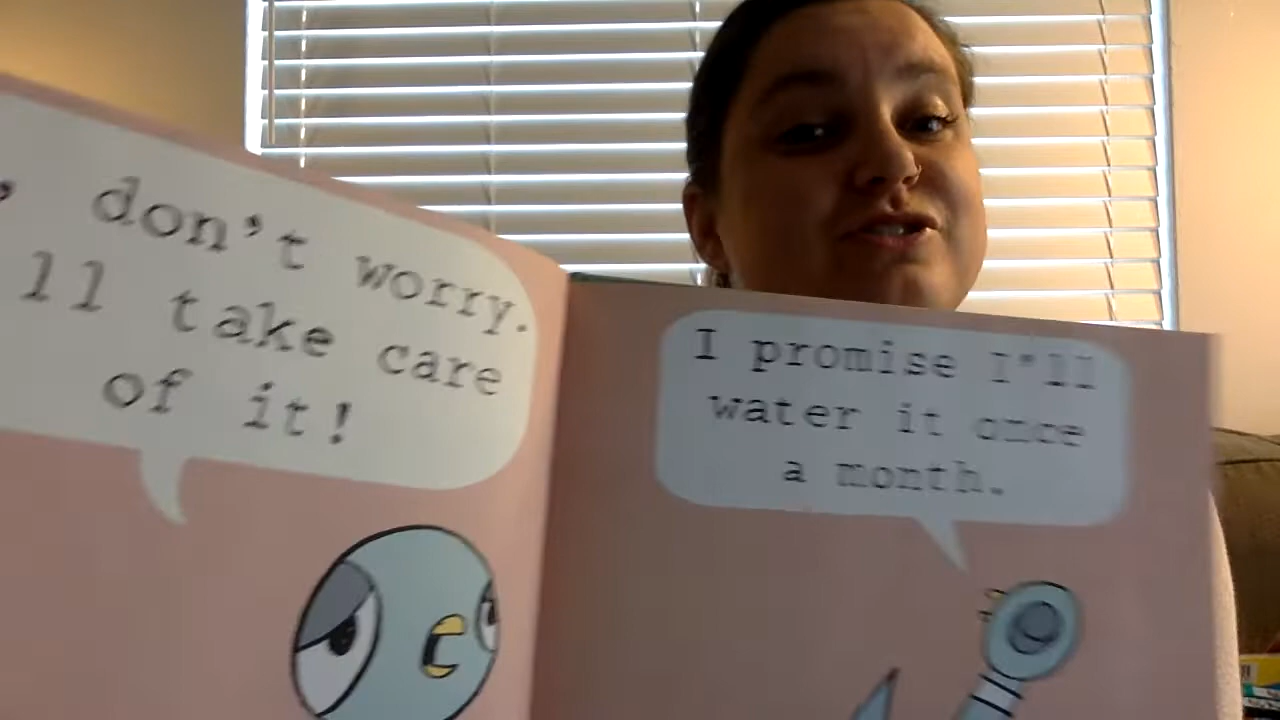 , don't worry.
ll take care
of it!
I promise I'll
water it once
a month.